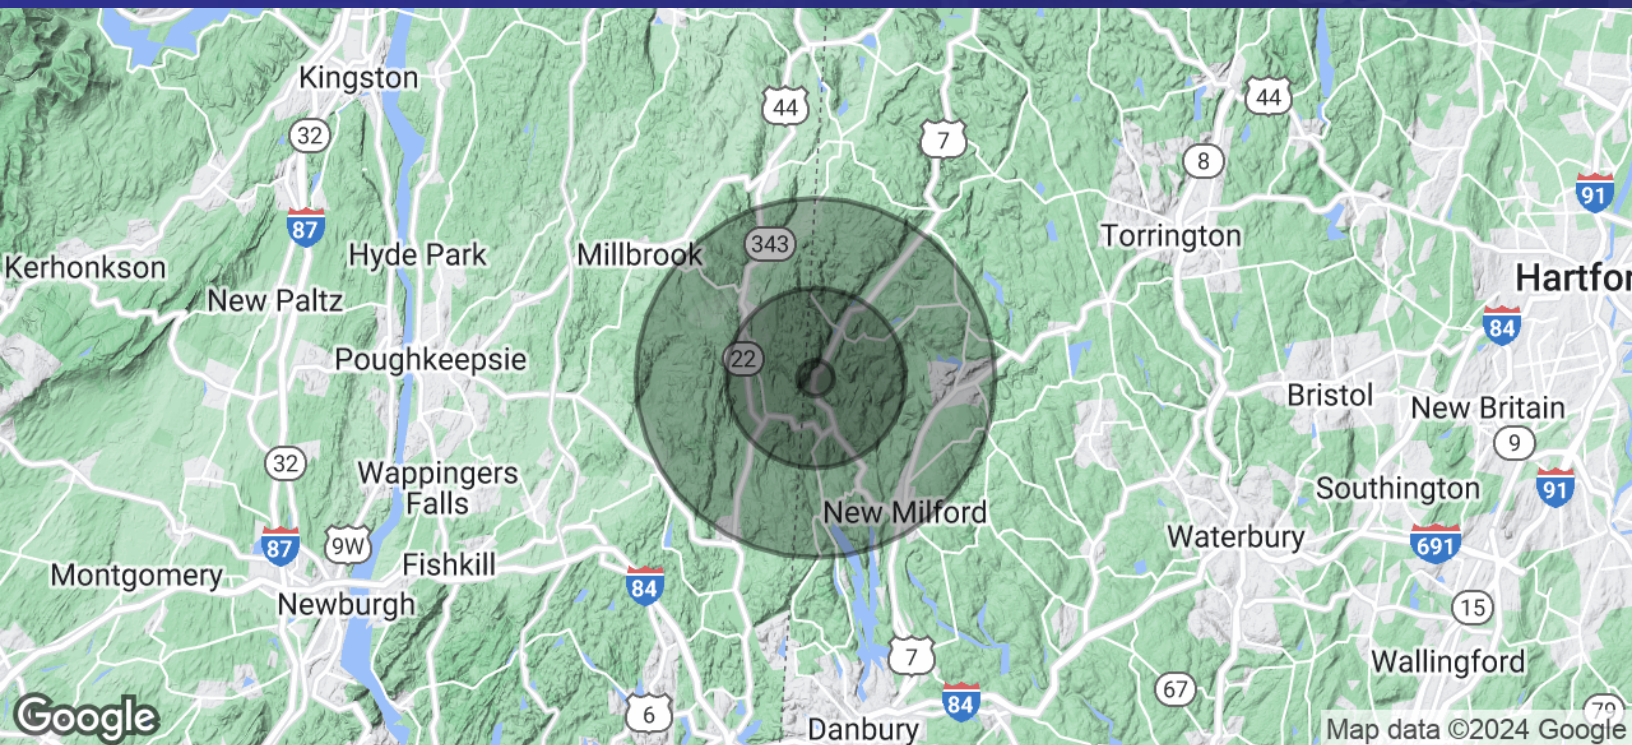 Kingston
44
44
32
7
8
91
87
343
Torrington
Hyde Park
Millbrook
Kerhonkson
Hartfor
New Paltz
84
22
Poughkeepsie
Bristol
New Britain
9
32
Wappingers
Falls
Southington
91
New Milford
87
9W
Waterbury
691
Fishkill
Montgomery
84
Newburgh
15
7
Wallingford
67
84
6
79
Google
Danbury
Map data ©2024 Google